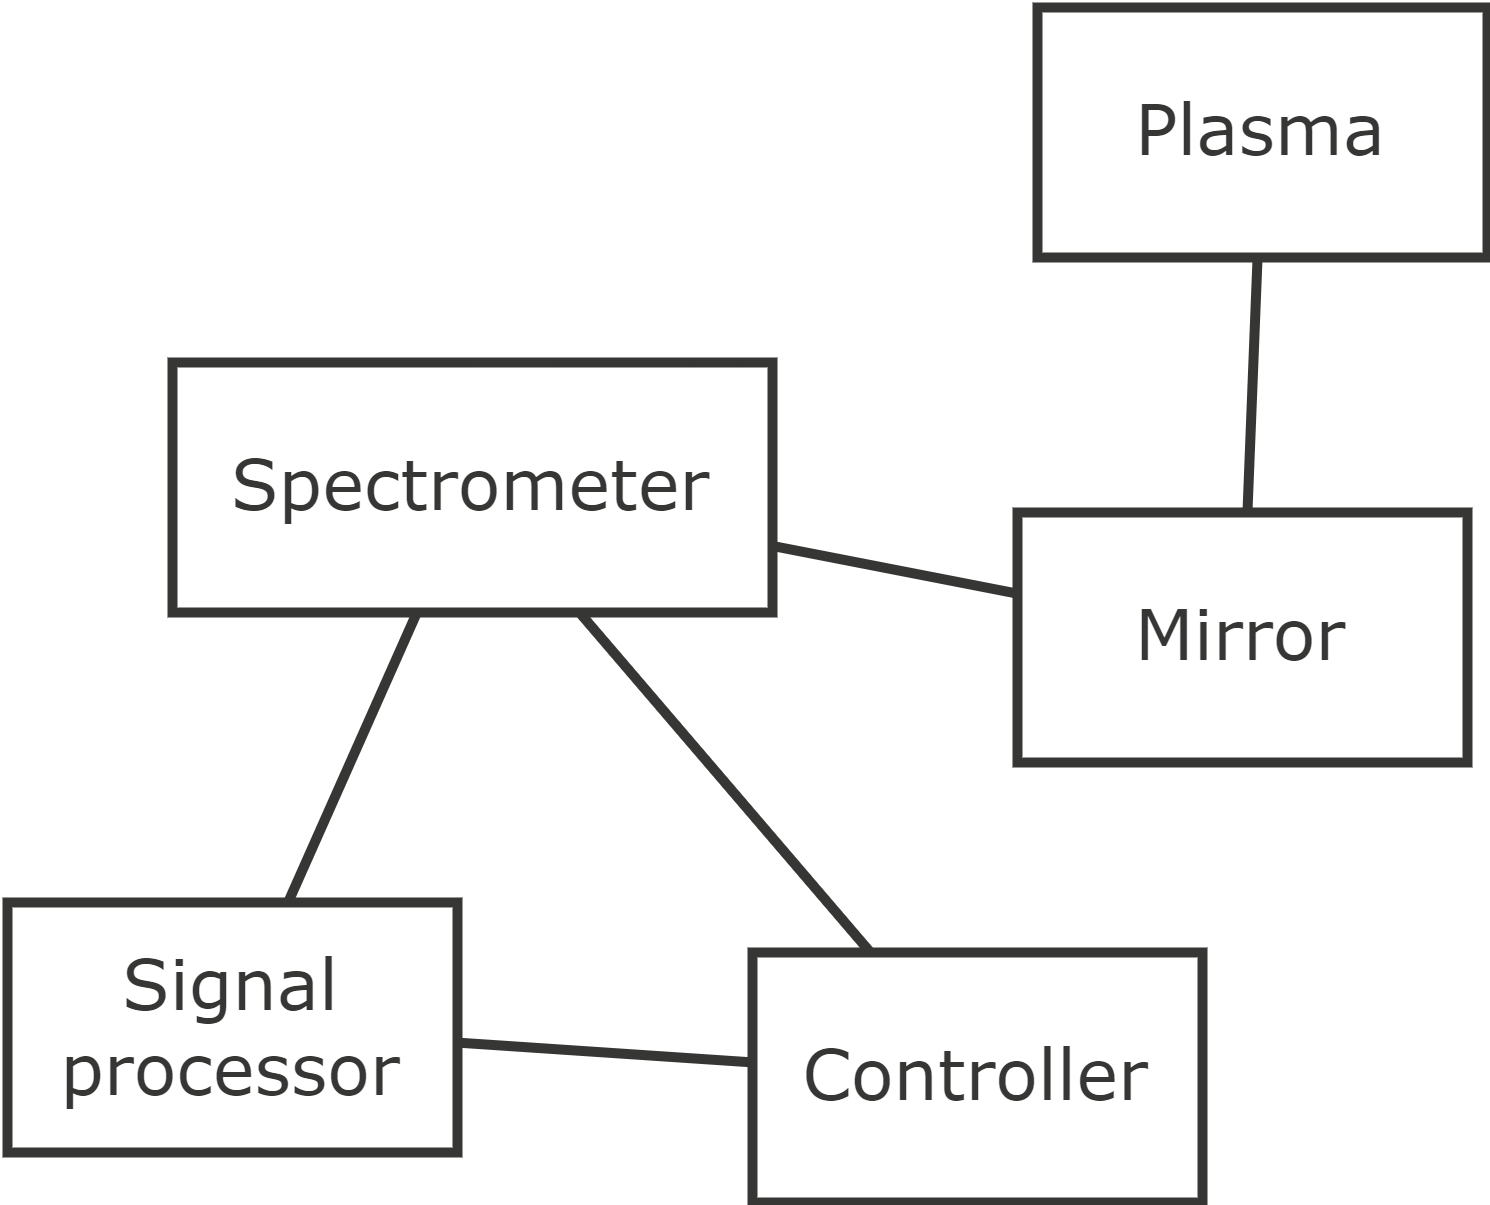 Plasma
Spectrometer
Mirror
Signal
processor
Controller